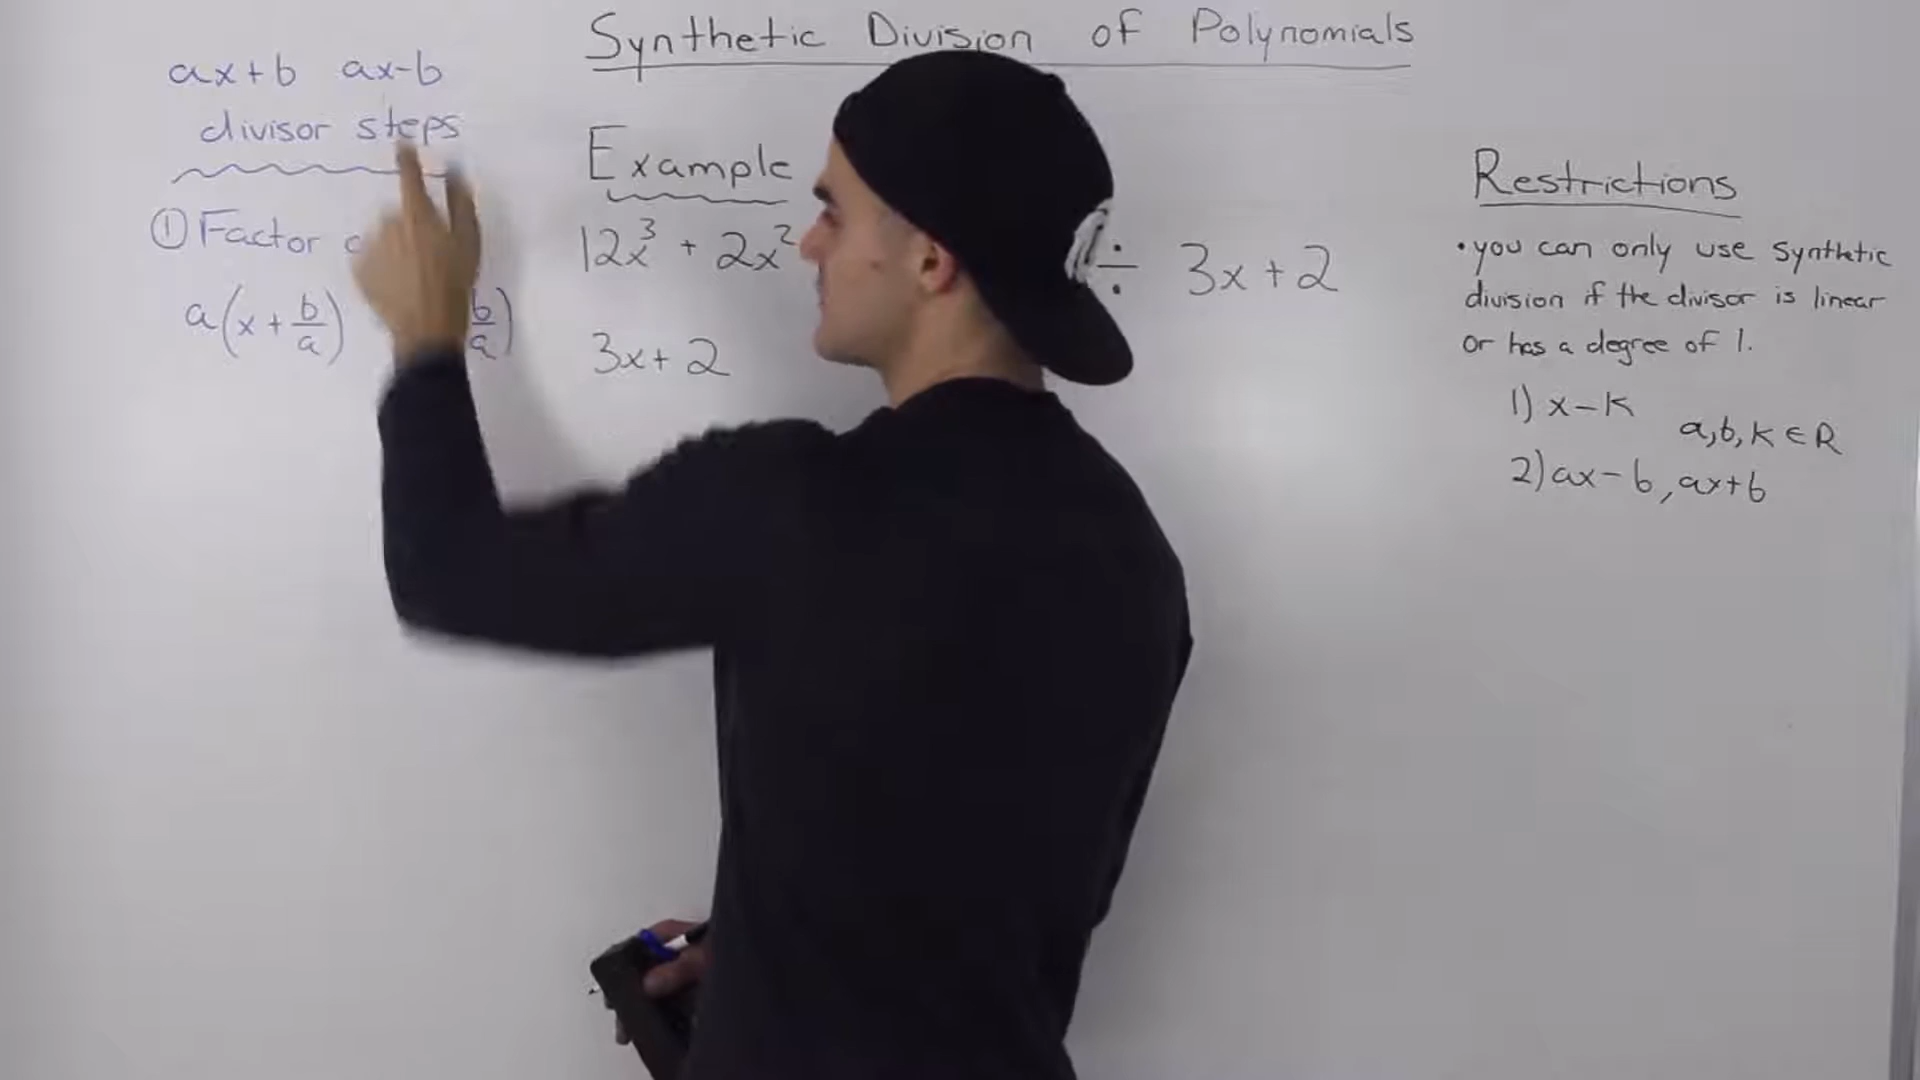 Synthetic Division of Polynomials
ax+b ax-b
divisor steps
① Factor
a(x + b/a) b/a)
Example
12x³ + 2x² ÷ 3x+2
3x+2
Restrictions
• you can only use synthetic
division if the divisor is linear
or has a degree of 1.
1) x-K
a,b,K ∈ R
2) ax-b, ax+b